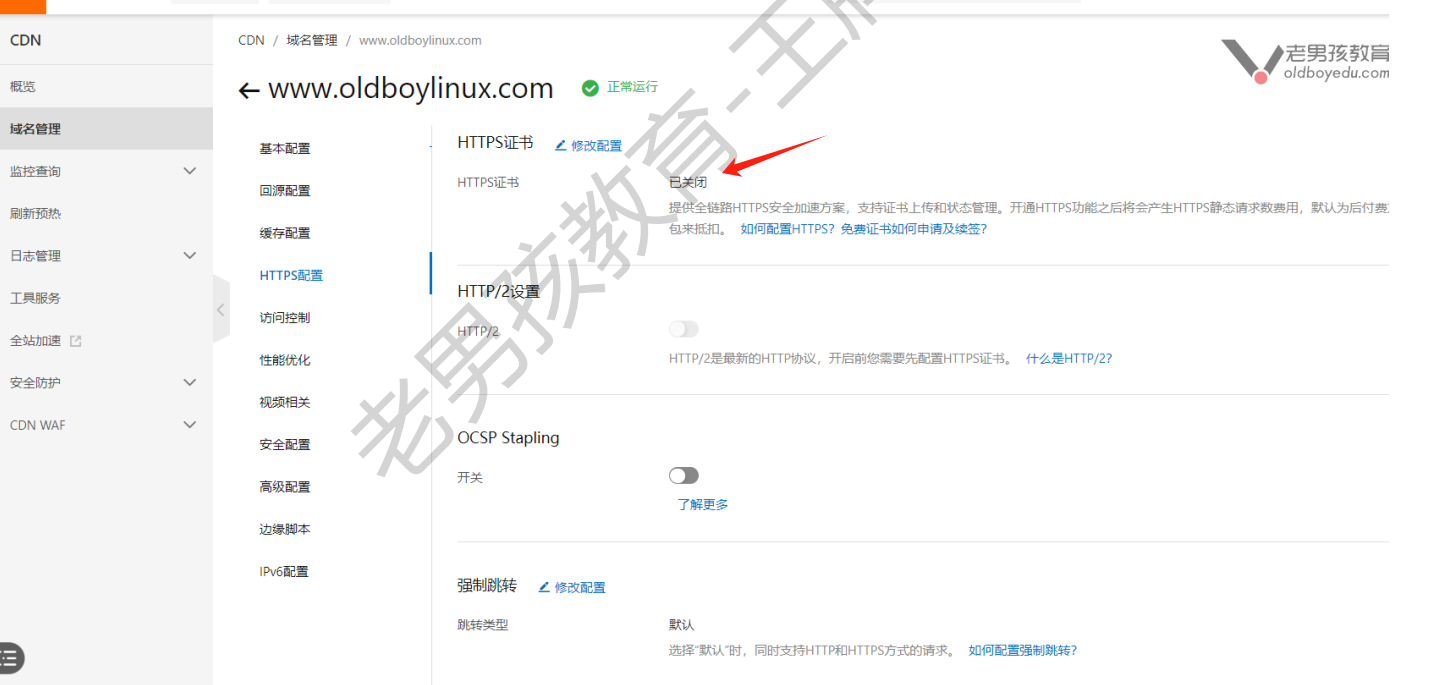 CDN
概览
域名管理
监控查询
刷新预热
日志管理
工具服务
全站加速
安全防护
CDN WAF
CDN / 域名管理 / www.oldboylinux.com
← www.oldboylinux.com 正常运行
老男孩教育
oldboyedu.com
基本配置
回源配置
缓存配置
HTTPS配置
访问控制
性能优化
视频相关
安全配置
高级配置
边缘脚本
IPv6配置
HTTPS证书 修改配置
HTTPS证书 已关闭
提供全链路HTTPS安全加速方案，支持证书上传和状态管理。开通HTTPS功能之后将会产生HTTPS静态请求数费用，默认为后付费
包来抵扣。 如何配置HTTPS? 免费证书如何申请及续签?
HTTP/2设置
HTTP/2
HTTP/2是最新的HTTP协议，开启前您需要先配置HTTPS证书。 什么是HTTP/2?
OCSP Stapling
开关
了解更多
强制跳转 修改配置
跳转类型 默认
选择"默认"时，同时支持HTTP和HTTPS方式的请求。 如何配置强制跳转?
老男孩教育-王